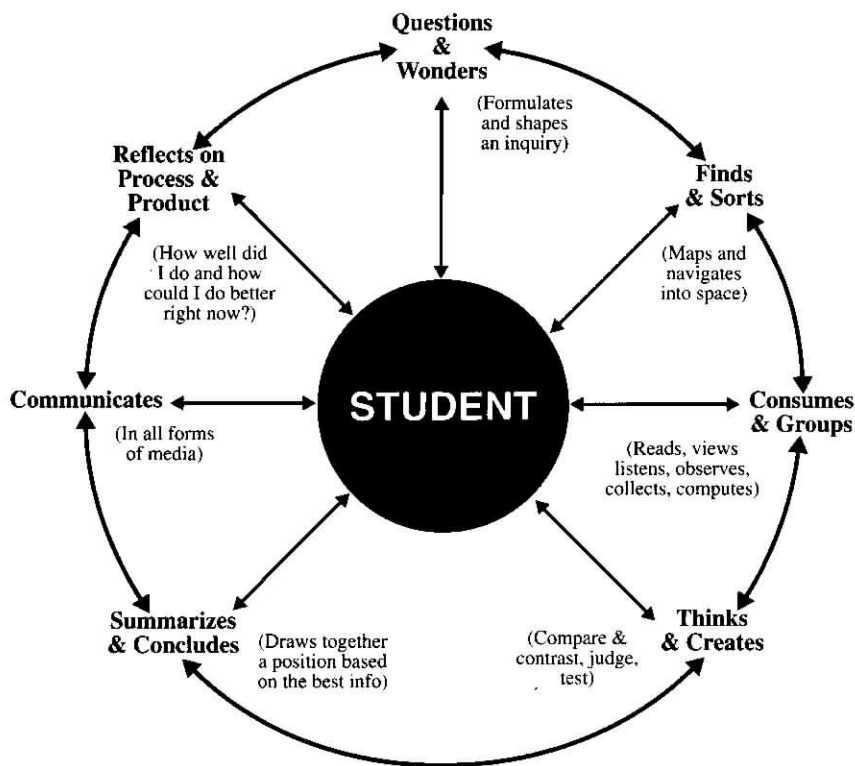 Questions
&
Wonders
(Formulates
and shapes
an inquiry)
Finds
& Sorts
(Maps and
navigates
into space)
Consumes
& Groups
(Reads, views
listens, observes,
collects, computes)
Thinks
& Creates
(Compare &
contrast, judge,
test)
Summarizes
& Concludes
(Draws together
a position based
on the best info)
Communicates
(In all forms
of media)
Reflects on
Process &
Product
(How well did
I do and how
could I do better
right now?)
STUDENT